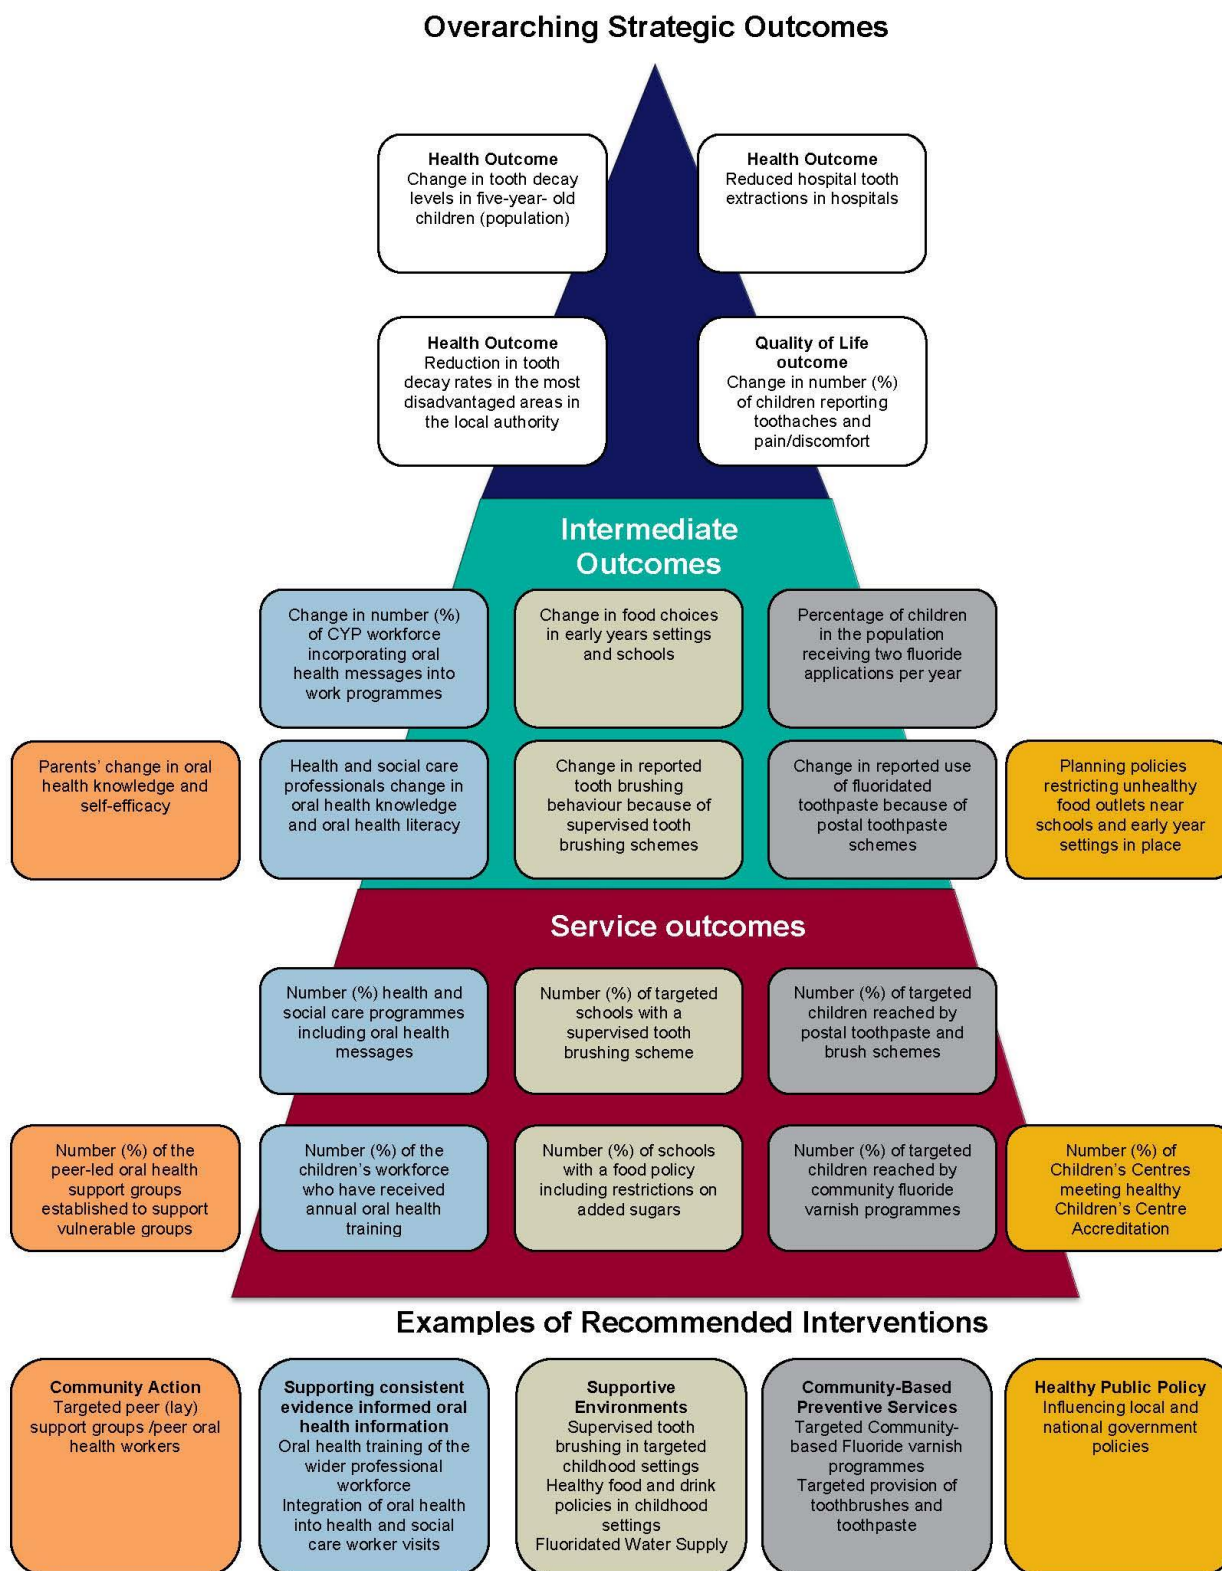 Overarching Strategic Outcomes
Health Outcome
Change in tooth decay
levels in five-year- old
children (population)
Health Outcome
Reduced hospital tooth
extractions in hospitals
Health Outcome
Reduction in tooth
decay rates in the most
disadvantaged areas in
the local authority
Quality of Life
outcome
Change in number (%)
of children reporting
toothaches and
pain/discomfort
Intermediate
Outcomes
Change in number (%)
of CYP workforce
incorporating oral
health messages into
work programmes
Change in food choices
in early years settings
and schools
Percentage of children
in the population
receiving two fluoride
applications per year
Parents' change in oral
health knowledge and
self-efficacy
Health and social care
professionals change in
oral health knowledge
and oral health literacy
Change in reported
tooth brushing
behaviour because of
supervised tooth
brushing schemes
Change in reported use
of fluoridated
toothpaste because of
postal toothpaste
schemes
Planning policies
restricting unhealthy
food outlets near
schools and early year
settings in place
Service outcomes
Number (%) health and
social care programmes
including oral health
messages
Number (%) of targeted
schools with a
supervised tooth
brushing scheme
Number (%) of targeted
children reached by
postal toothpaste and
brush schemes
Number (%) of the
peer-led oral health
support groups
established to support
vulnerable groups
Number (%) of the
children's workforce
who have received
annual oral health
training
Number (%) of schools
with a food policy
including restrictions on
added sugars
Number (%) of targeted
children reached by
community fluoride
varnish programmes
Number (%) of
Children's Centres
meeting healthy
Children's Centre
Accreditation
Examples of Recommended Interventions
Community Action
Targeted peer (lay)
support groups /peer oral
health workers
Supporting consistent
evidence informed oral
health information
Oral health training of the
wider professional
workforce
Integration of oral health
into health and social
care worker visits
Supportive
Environments
Supervised tooth
brushing in targeted
childhood settings
Healthy food and drink
policies in childhood
settings
Fluoridated Water Supply
Community-Based
Preventive Services
Targeted Community-
based Fluoride varnish
programmes
Targeted provision of
toothbrushes and
toothpaste
Healthy Public Policy
Influencing local and
national government
policies